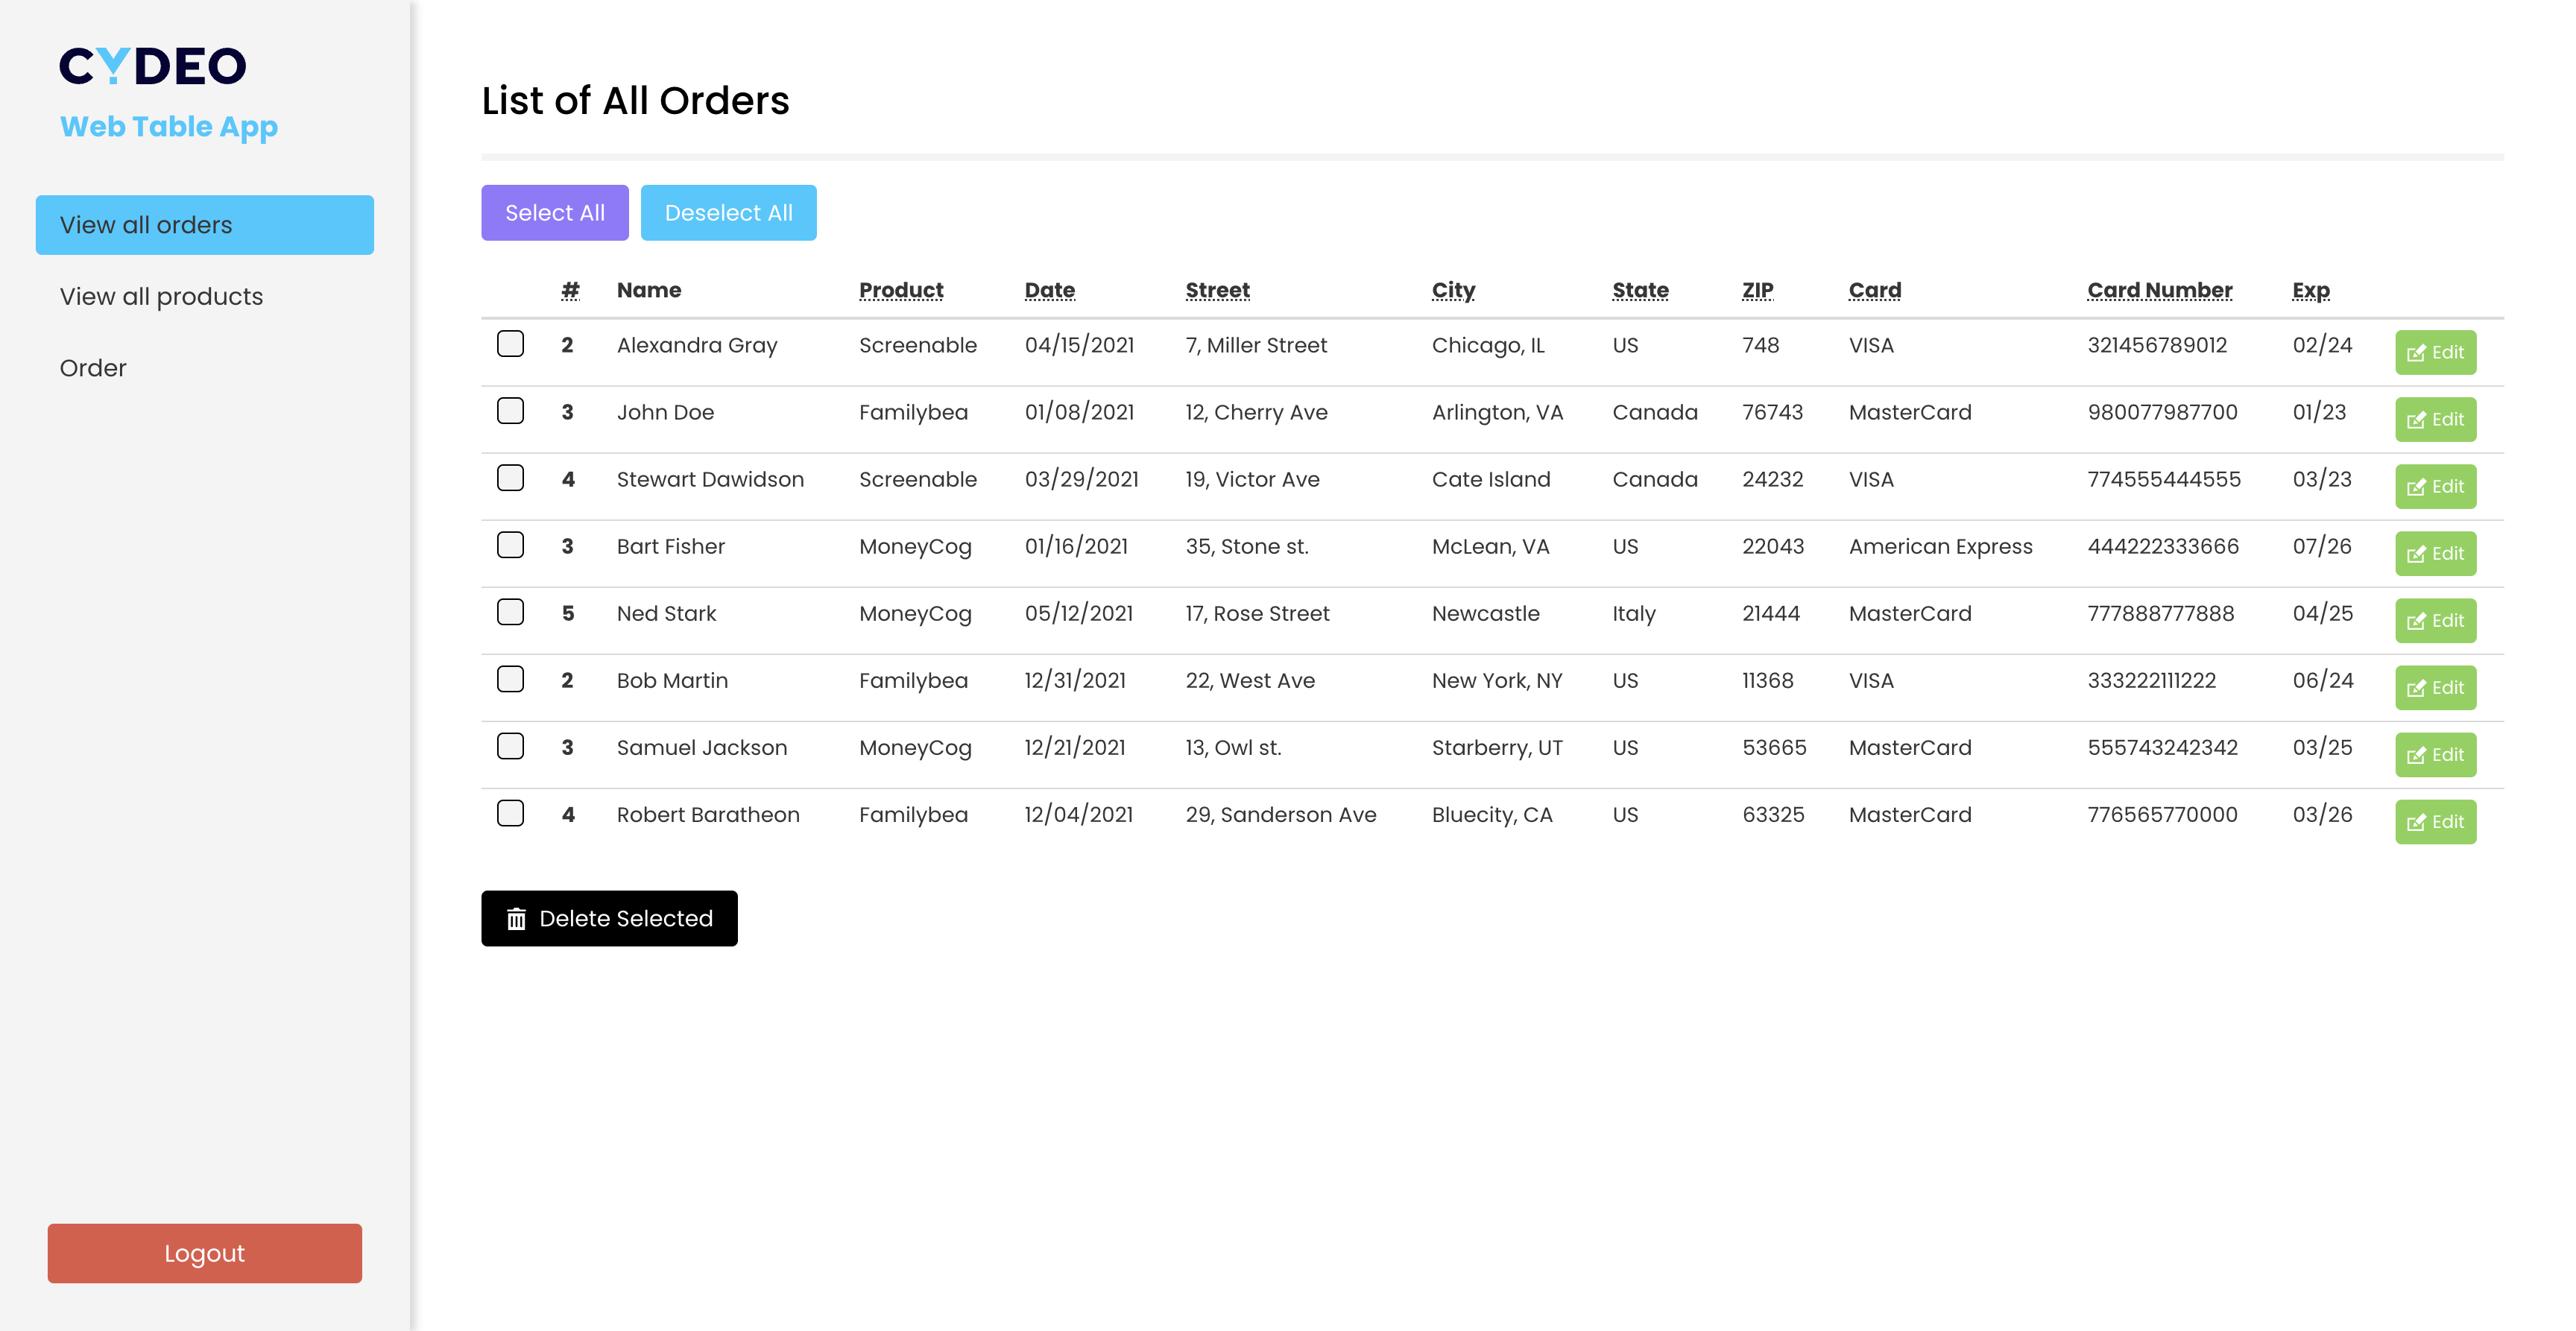 CYDEO
Web Table App
View all orders
View all products
Order
Logout
List of All Orders
Select All Deselect All
# Name Product Date Street City State ZIP Card Card Number Exp
2 Alexandra Gray Screenable 04/15/2021 7, Miller Street Chicago, IL US 748 VISA 321456789012 02/24 Edit
3 John Doe Familybea 01/08/2021 12, Cherry Ave Arlington, VA Canada 76743 MasterCard 980077987700 01/23 Edit
4 Stewart Dawidson Screenable 03/29/2021 19, Victor Ave Cate Island Canada 24232 VISA 774555444555 03/23 Edit
3 Bart Fisher MoneyCog 01/16/2021 35, Stone st. McLean, VA US 22043 American Express 444222333666 07/26 Edit
5 Ned Stark MoneyCog 05/12/2021 17, Rose Street Newcastle Italy 21444 MasterCard 777888777888 04/25 Edit
2 Bob Martin Familybea 12/31/2021 22, West Ave New York, NY US 11368 VISA 333222111222 06/24 Edit
3 Samuel Jackson MoneyCog 12/21/2021 13, Owl st. Starberry, UT US 53665 MasterCard 555743242342 03/25 Edit
4 Robert Baratheon Familybea 12/04/2021 29, Sanderson Ave Bluecity, CA US 63325 MasterCard 776565770000 03/26 Edit
Delete Selected